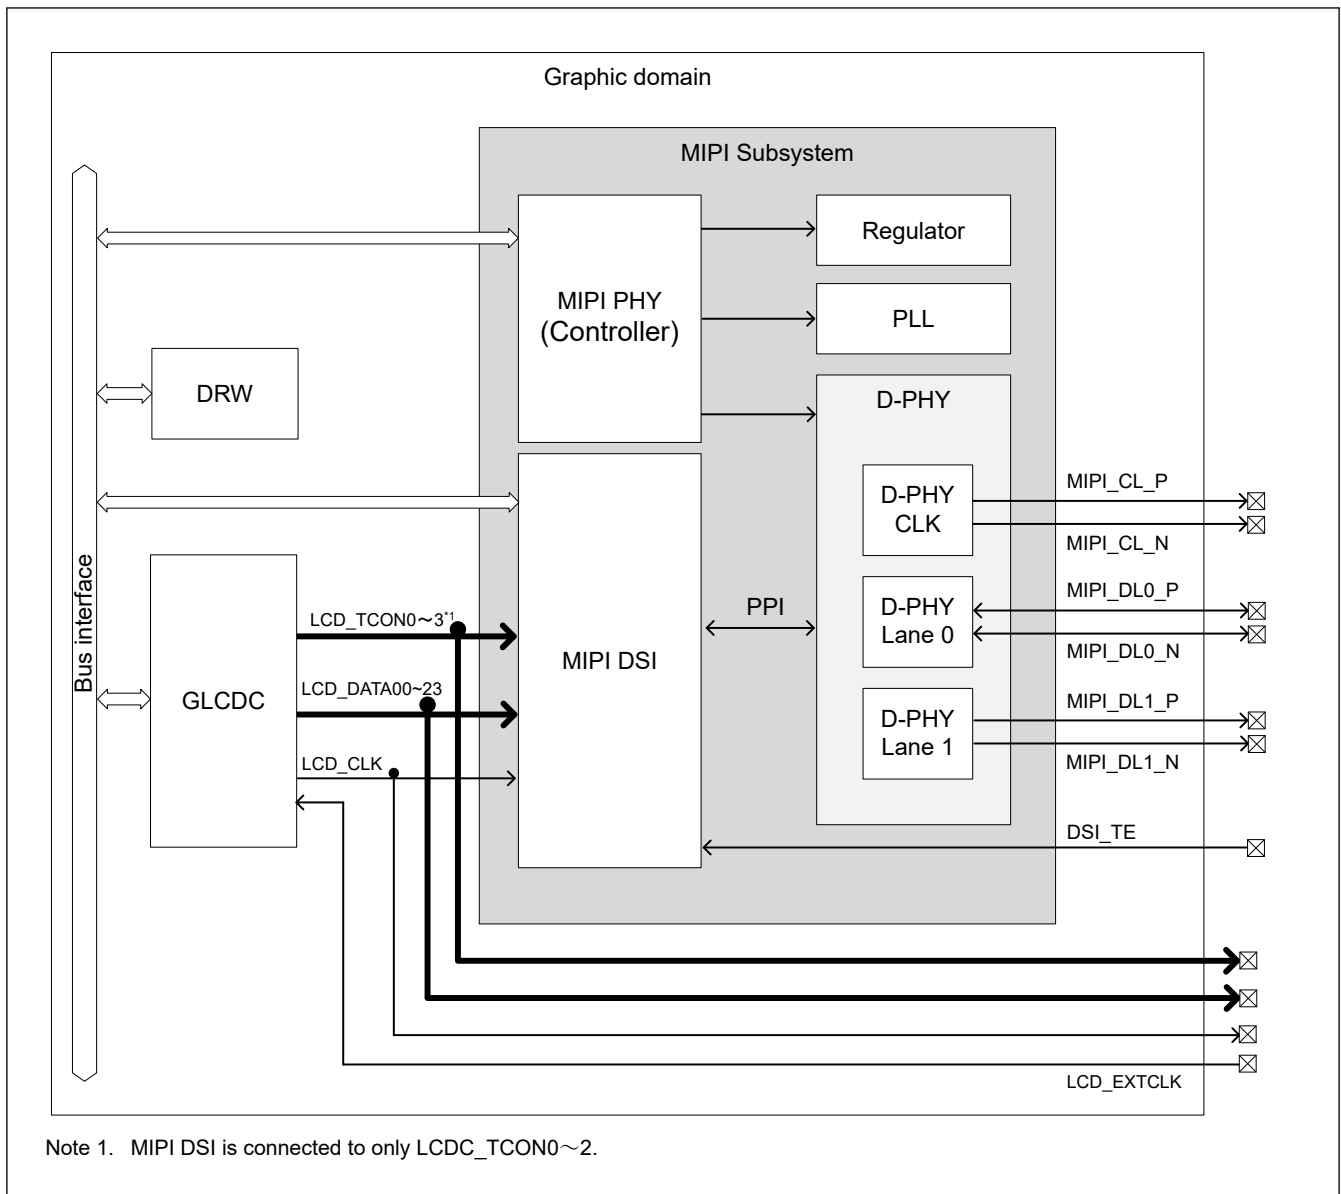 Graphic domain
MIPI Subsystem
MIPI PHY
(Controller)
Regulator
PLL
DRW
D-PHY
D-PHY
CLK
MIPI_CL_P
MIPI_CL_N
Bus interface
GLCDC
LCD_TCON0～3*1
LCD_DATA00~23
LCD_CLK
MIPI DSI
PPI
D-PHY
Lane 0
MIPI_DL0_P
MIPI_DL0_N
D-PHY
Lane 1
MIPI_DL1_P
MIPI_DL1_N
DSI_TE
LCD_EXTCLK
Note 1. MIPI DSI is connected to only LCDC_TCON0～2.